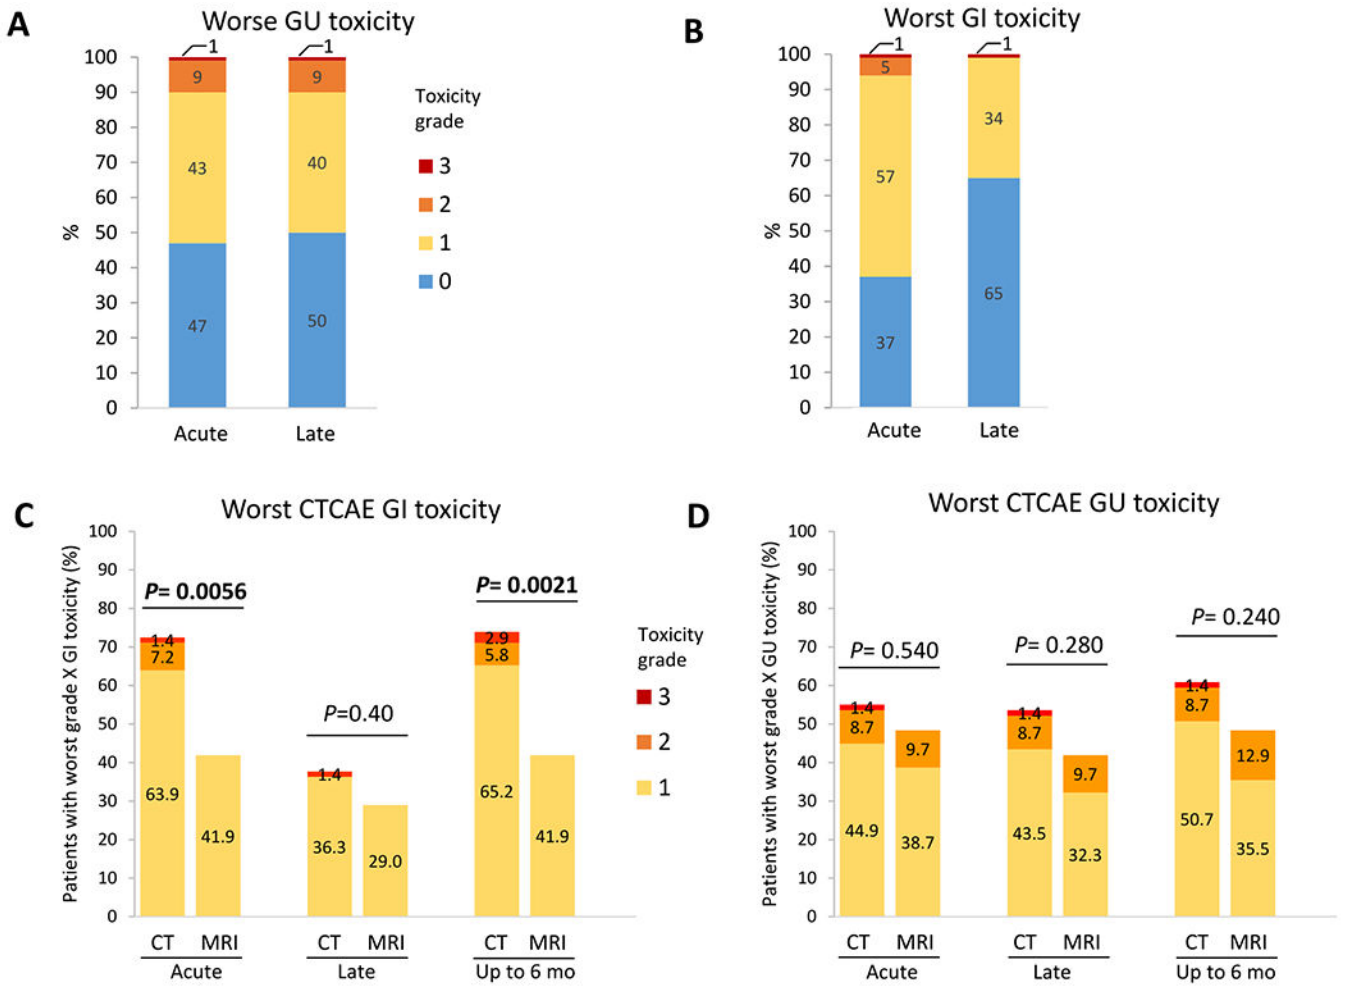 A
Worse GU toxicity
1
1
100
90
80
70
60
50
40
30
20
10
0
%
9
9
43
40
47
50
Acute
Late
Toxicity
grade
3
2
1
0
B
Worst GI toxicity
1
1
100
90
80
70
60
50
40
30
20
10
0
%
5
57
34
37
65
Acute
Late
C
Worst CTCAE GI toxicity
Patients with worst grade X GI toxicity (%)
100
90
80
70
60
50
40
30
20
10
0
P= 0.0056
P=0.40
P= 0.0021
1.4
7.2
63.9
41.9
1.4
36.3
29.0
2.9
5.8
65.2
41.9
CT MRI
CT MRI
CT MRI
Acute
Late
Up to 6 mo
Toxicity
grade
3
2
1
D
Worst CTCAE GU toxicity
Patients with worst grade X GU toxicity (%)
100
90
80
70
60
50
40
30
20
10
0
P= 0.540
P= 0.280
P= 0.240
1.4
8.7
44.9
9.7
38.7
1.4
8.7
43.5
9.7
32.3
1.4
8.7
50.7
12.9
35.5
CT MRI
CT MRI
CT MRI
Acute
Late
Up to 6 mo